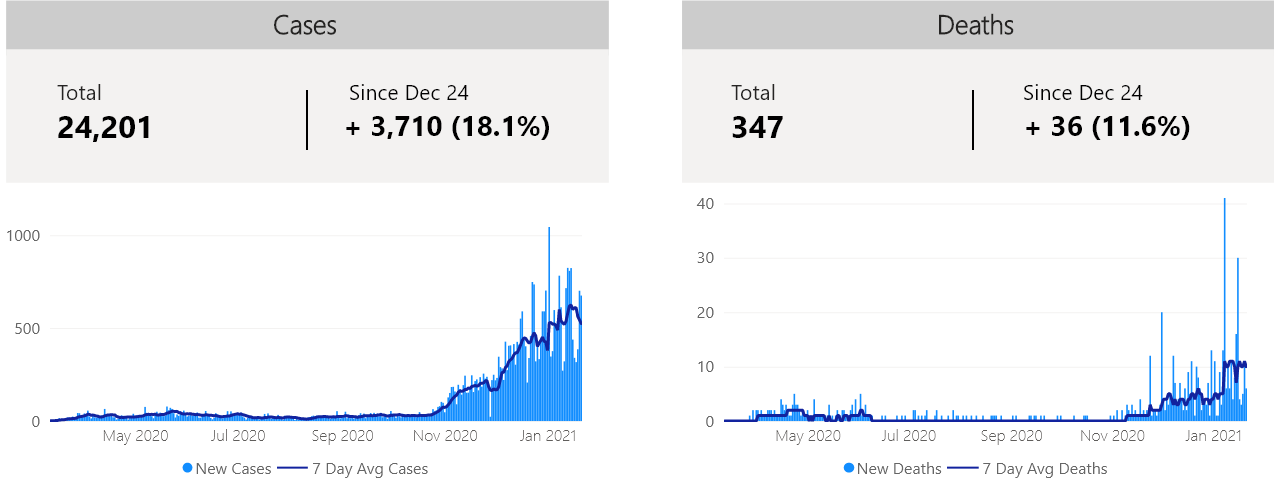 Cases
Total
Since Dec 24
24,201
+ 3,710 (18.1%)
1000
500
0
May 2020 Jul 2020 Sep 2020 Nov 2020 Jan 2021
New Cases 7 Day Avg Cases
Deaths
Total
Since Dec 24
347
+ 36 (11.6%)
40
30
20
10
0
May 2020 Jul 2020 Sep 2020 Nov 2020 Jan 2021
New Deaths 7 Day Avg Deaths